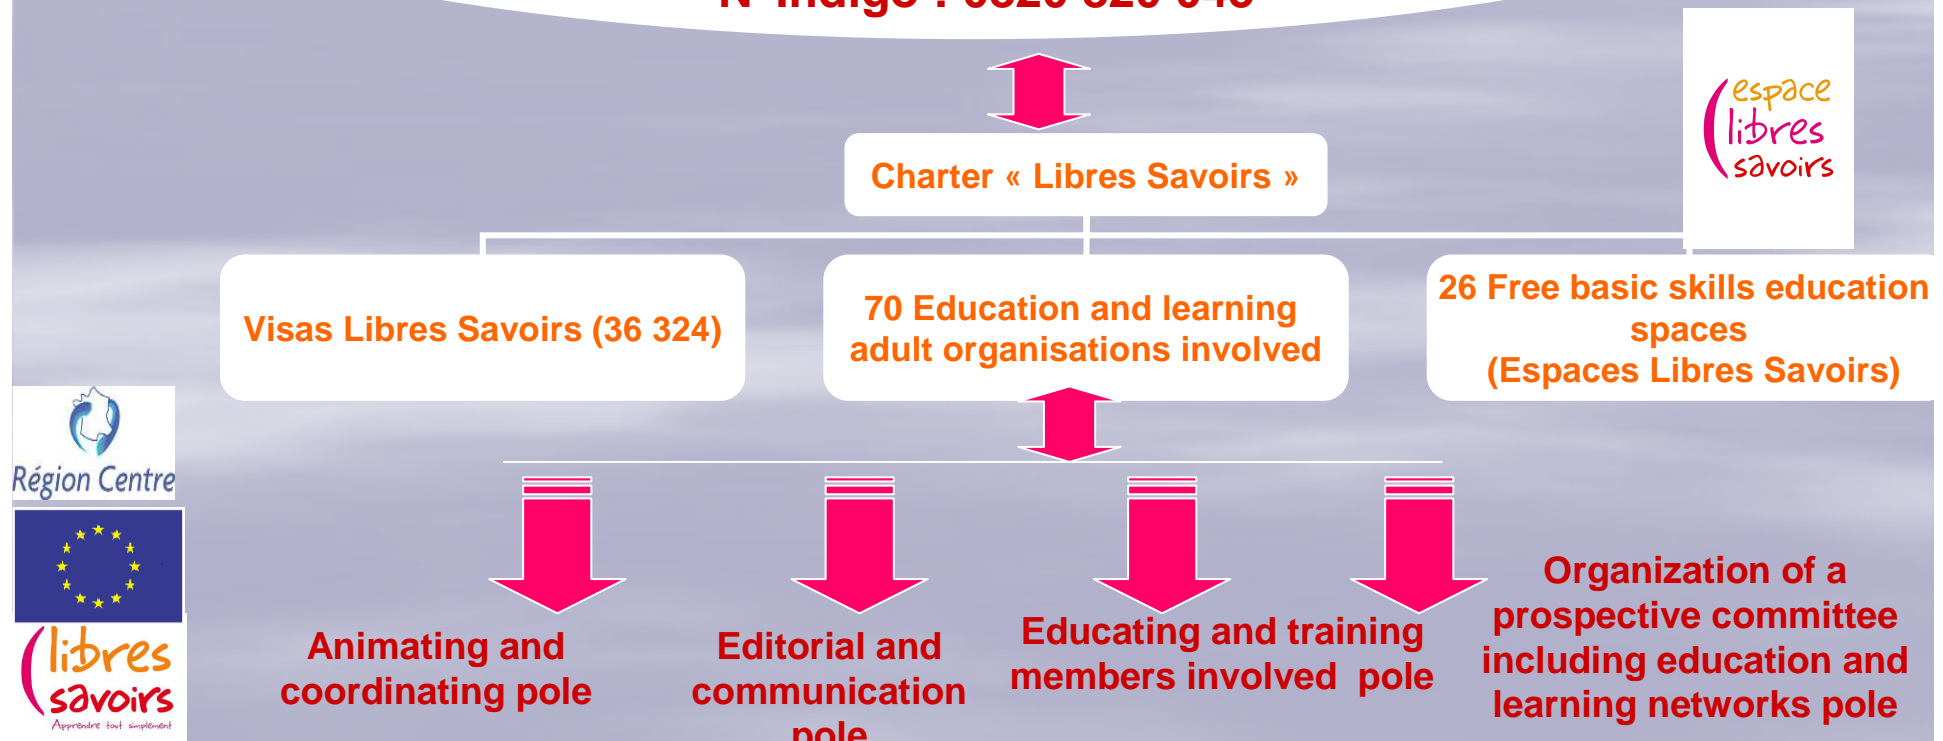 Charter « Libres Savoirs »
espace
libres
savoirs
Visas Libres Savoirs (36 324)
70 Education and learning
adult organisations involved
26 Free basic skills education
spaces
(Espaces Libres Savoirs)
Région Centre
libres
savoirs
Apprendre tout simplement
Animating and
coordinating pole
Editorial and
communication
pole
Educating and training
members involved pole
Organization of a
prospective committee
including education and
learning networks pole